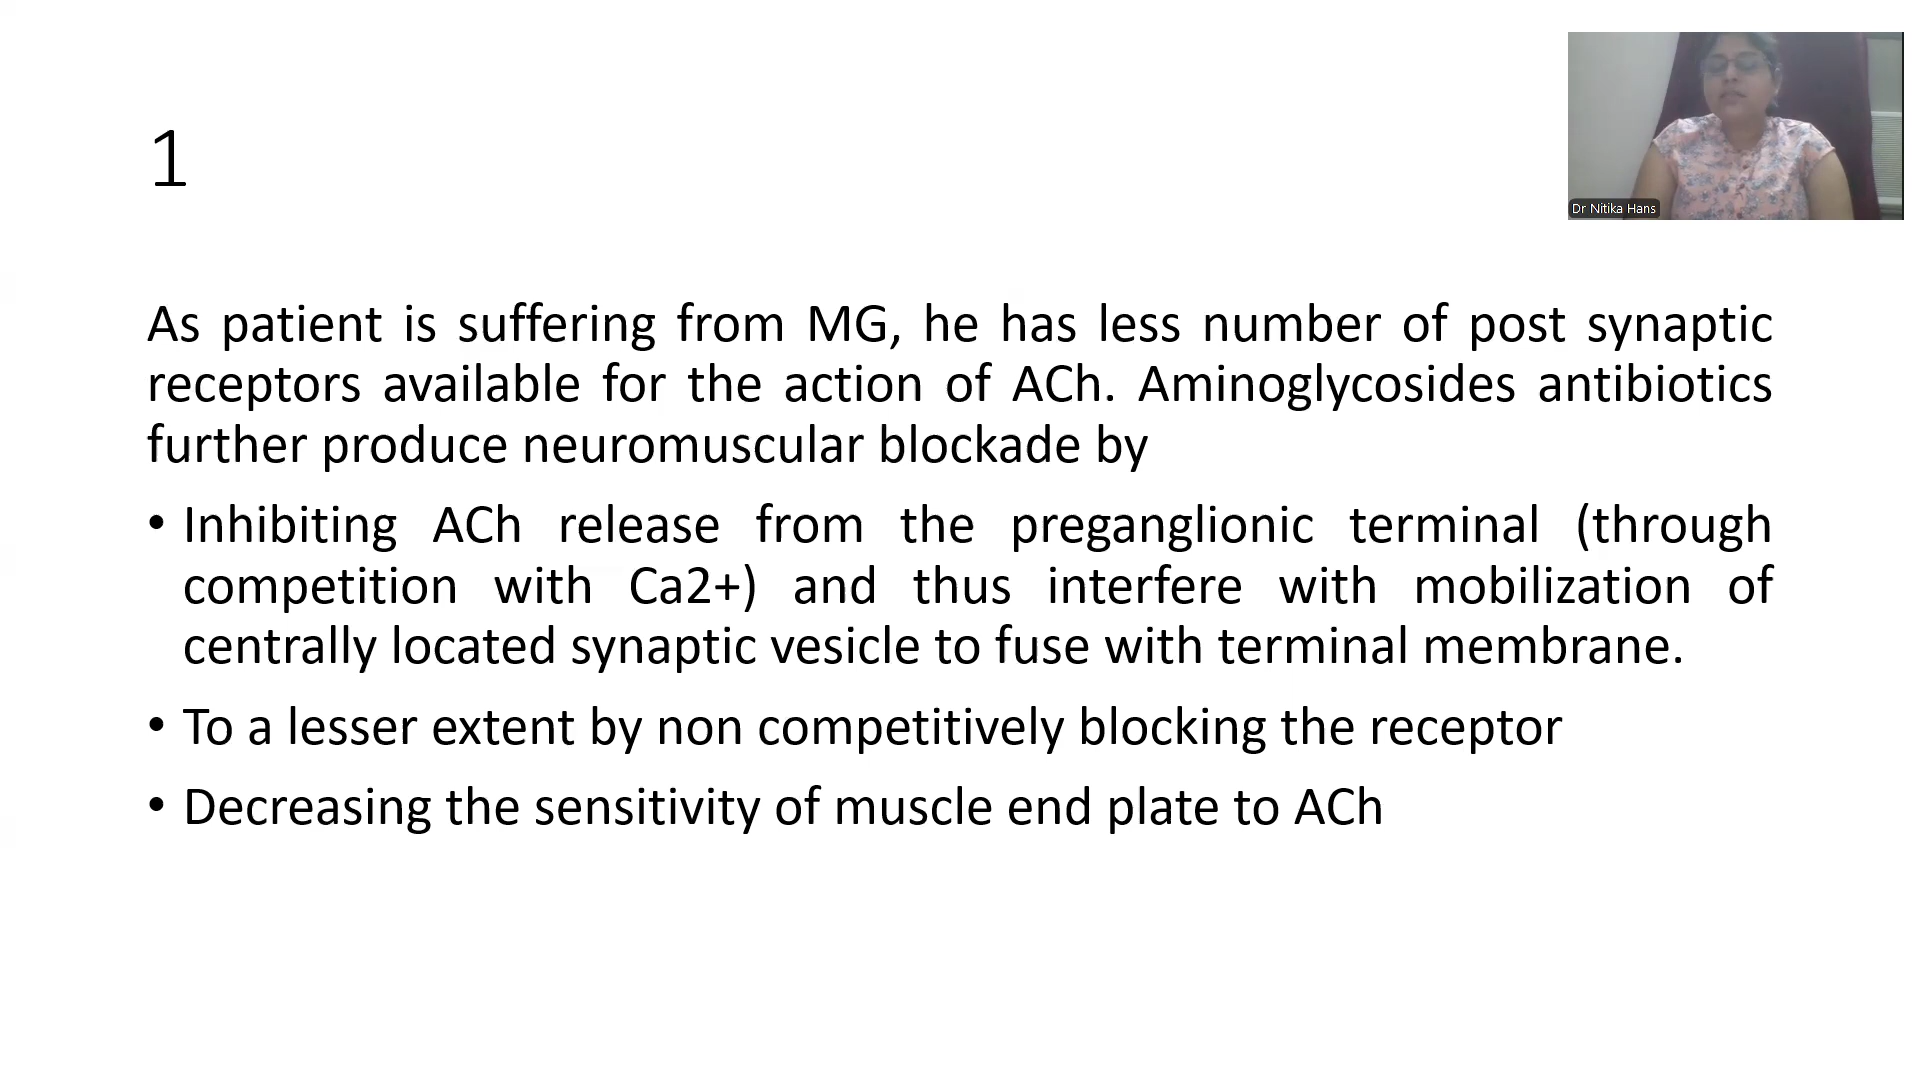 1
Dr Nitika Hans
As patient is suffering from MG, he has less number of post synaptic
receptors available for the action of ACh. Aminoglycosides antibiotics
further produce neuromuscular blockade by
• Inhibiting ACh release from the preganglionic terminal (through
competition with Ca2+) and thus interfere with mobilization of
centrally located synaptic vesicle to fuse with terminal membrane.
• To a lesser extent by non competitively blocking the receptor
• Decreasing the sensitivity of muscle end plate to ACh